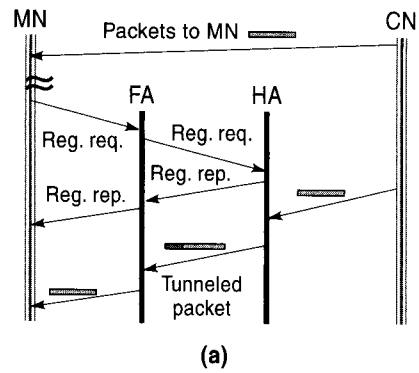 MN
Packets to MN
CN
FA
HA
Reg. req.
Reg. req.
Reg. rep.
Reg. rep.
Tunneled
packet
(a)